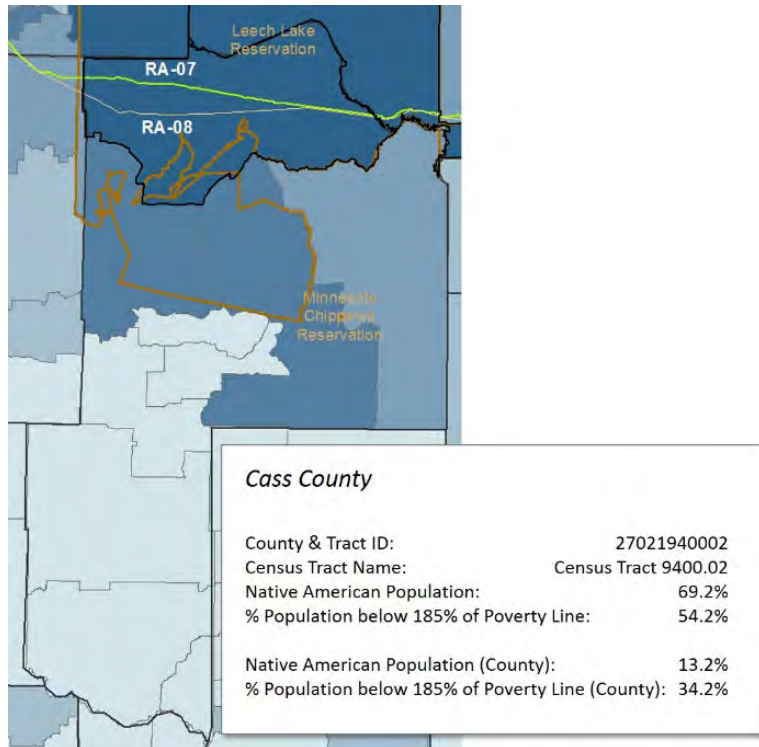 Leech Lake
Reservation
RA-07
RA-08
Minnesota
Chippewa
Reservation
Cass County
County & Tract ID: 27021940002
Census Tract Name: Census Tract 9400.02
Native American Population: 69.2%
% Population below 185% of Poverty Line: 54.2%
Native American Population (County): 13.2%
% Population below 185% of Poverty Line (County): 34.2%